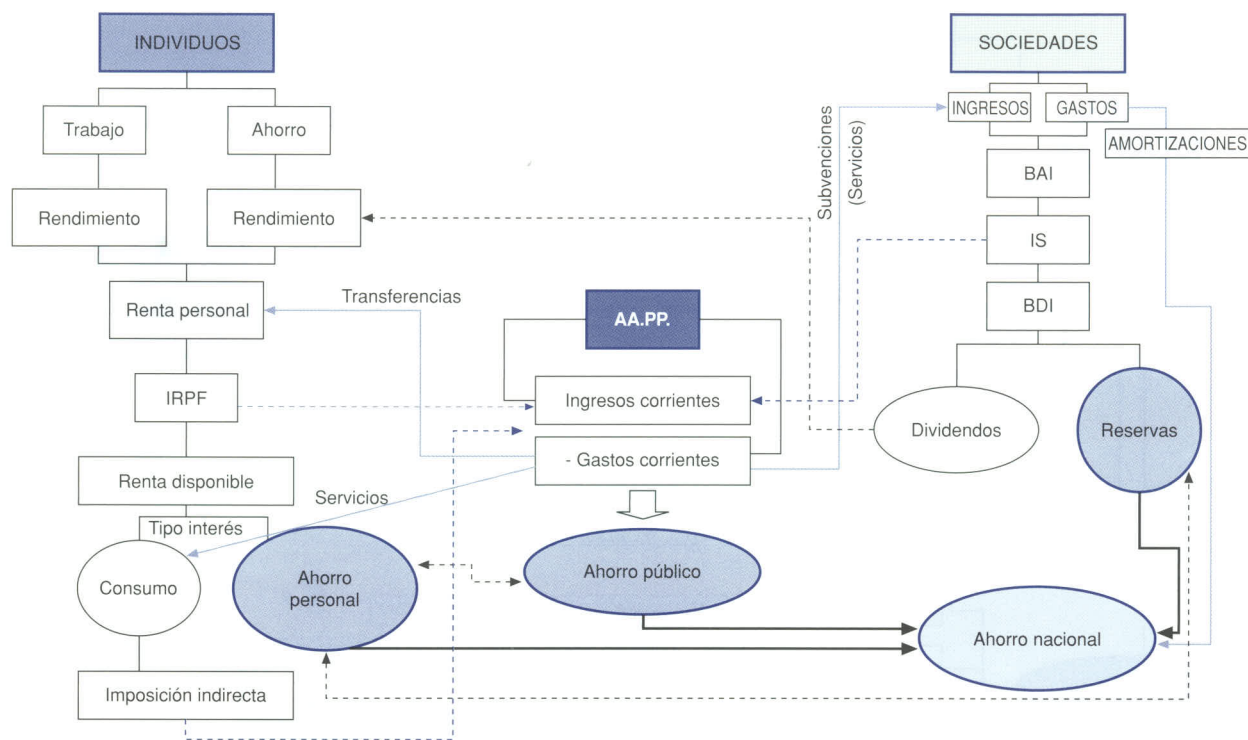 INDIVIDUOS
SOCIEDADES
Trabajo
Ahorro
Subvenciones
(Servicios)
INGRESOS
GASTOS
AMORTIZACIONES
BAI
Rendimiento
Rendimiento
IS
Renta personal
Transferencias
AA.PP.
BDI
IRPF
Ingresos corrientes
Dividendos
Reservas
- Gastos corrientes
Renta disponible
Servicios
Tipo interés
Consumo
Ahorro
personal
Ahorro público
Ahorro nacional
Imposición indirecta